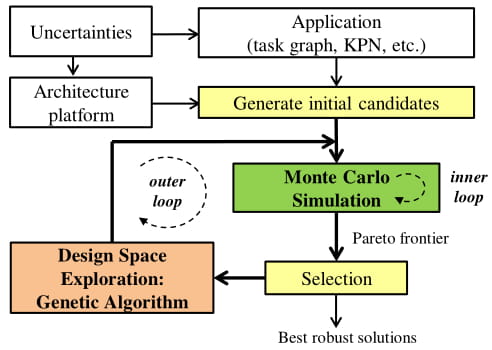 Uncertainties
Application
(task graph, KPN, etc.)
Architecture
platform
Generate initial candidates
outer
loop
Monte Carlo
Simulation
inner
loop
Pareto frontier
Design Space
Exploration:
Genetic Algorithm
Selection
Best robust solutions